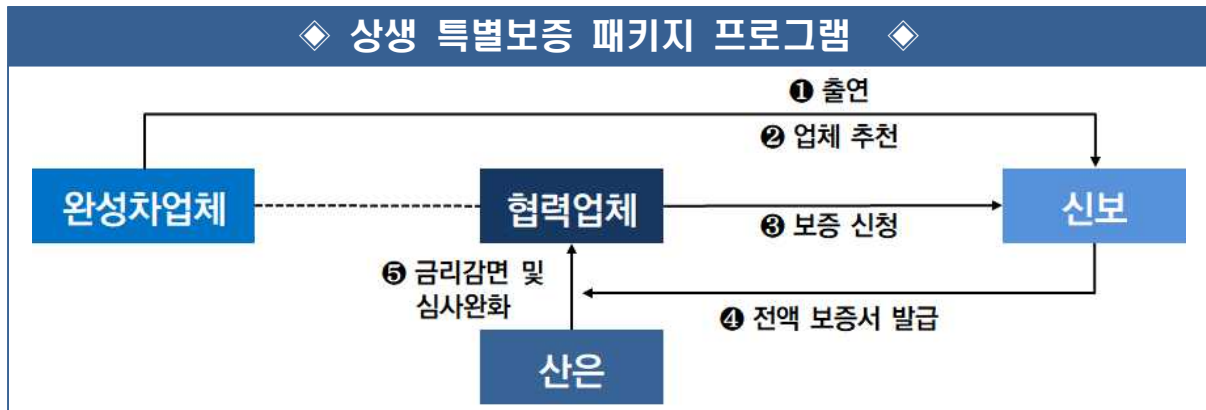 ◈ 상생 특별보증 패키지 프로그램 ◈
❶ 출연
❷ 업체 추천
완성차업체
협력업체
신보
❸ 보증 신청
❺ 금리감면 및
심사완화
❹ 전액 보증서 발급
산은